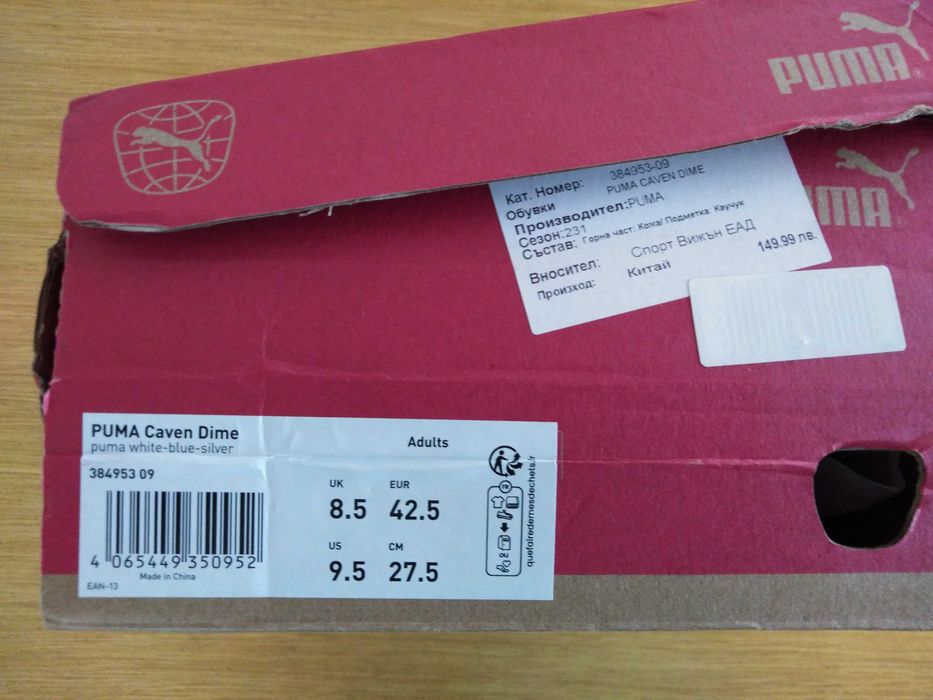 PUMA
384953-09
Кат. Номер:
PUMA CAVEN DIME
Обувки
Производител:PUMA
Сезон:231
Състав: Горна част: Кожа/ Подметка: Каучук
Вносител: Спорт Вижън ЕАД
Произход: Китай 149.99 лв.
UMA
PUMA Caven Dime
puma white-blue-silver
Adults
384953 09
UK EUR
8.5 42.5
US CM
9.5 27.5
4 065449 350952
Made in China
EAN-13
FR
quefairedemesdechets.fr